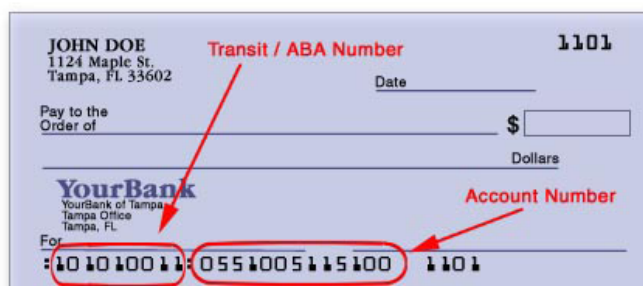 JOHN DOE
1124 Maple St.
Tampa, FL 33602
Transit / ABA Number
1101
Date
Pay to the
Order of
$
Dollars
YourBank
YourBank of Tampa
Tampa Office
Tampa, FL
Account Number
For
:101010011:0551005115100 1101